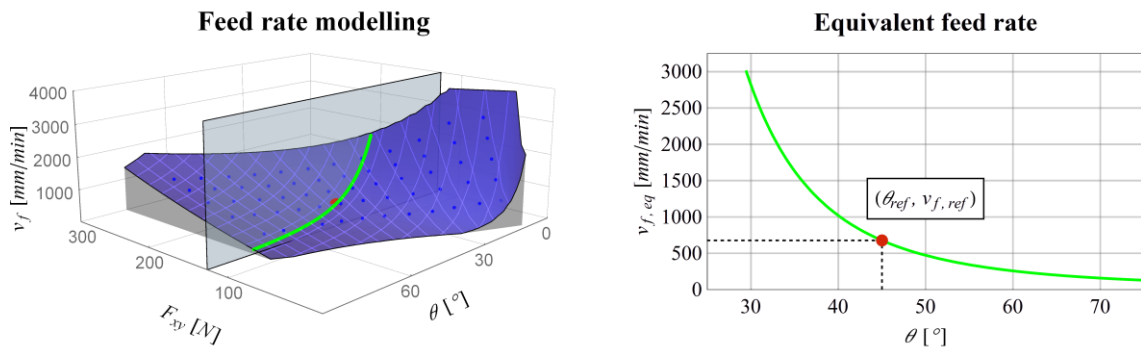 Feed rate modelling
4000
3000
2000
1000
v_f [mm/min]
300
200
100
F_xy [N]
0
30
60
θ [°]
Equivalent feed rate
3000
2500
2000
1500
1000
500
0
v_f, eq [mm/min]
(θ_ref, v_f, ref)
30 40 50 60 70
θ [°]